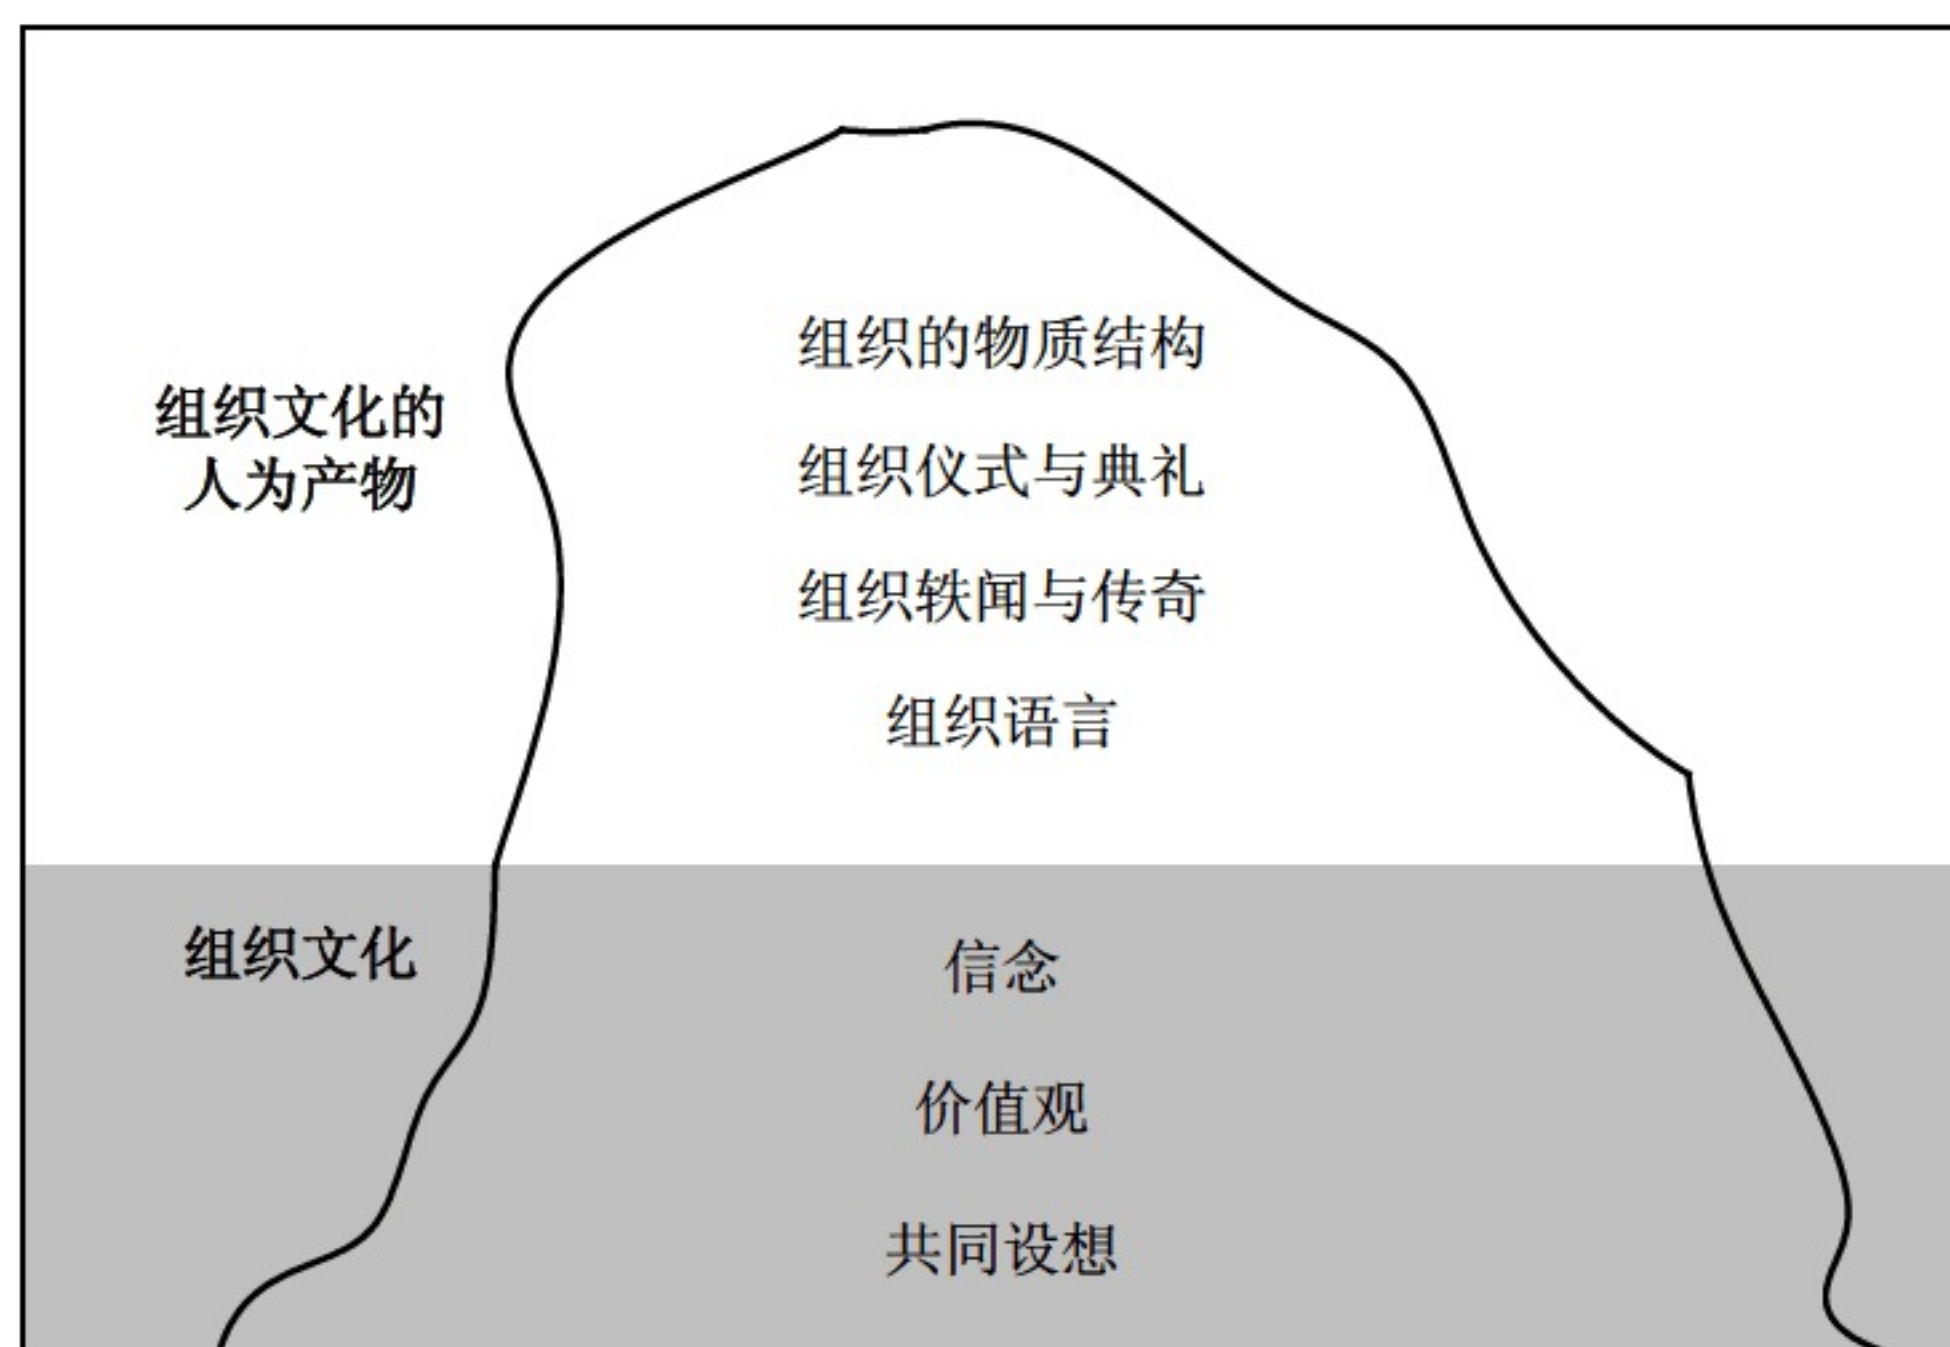 组织的物质结构
组织文化的
人为产物
组织仪式与典礼
组织轶闻与传奇
组织语言
组织文化
信念
价值观
共同设想